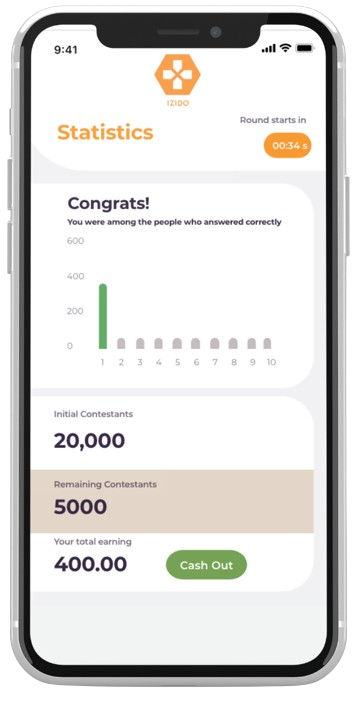 9:41
IZIDO
Statistics
Round starts in
00:34 s
Congrats!
You were among the people who answered correctly
600
400
200
0
1 2 3 4 5 6 7 8 9 10
Initial Contestants
20,000
Remaining Contestants
5000
Your total earning
400.00
Cash Out